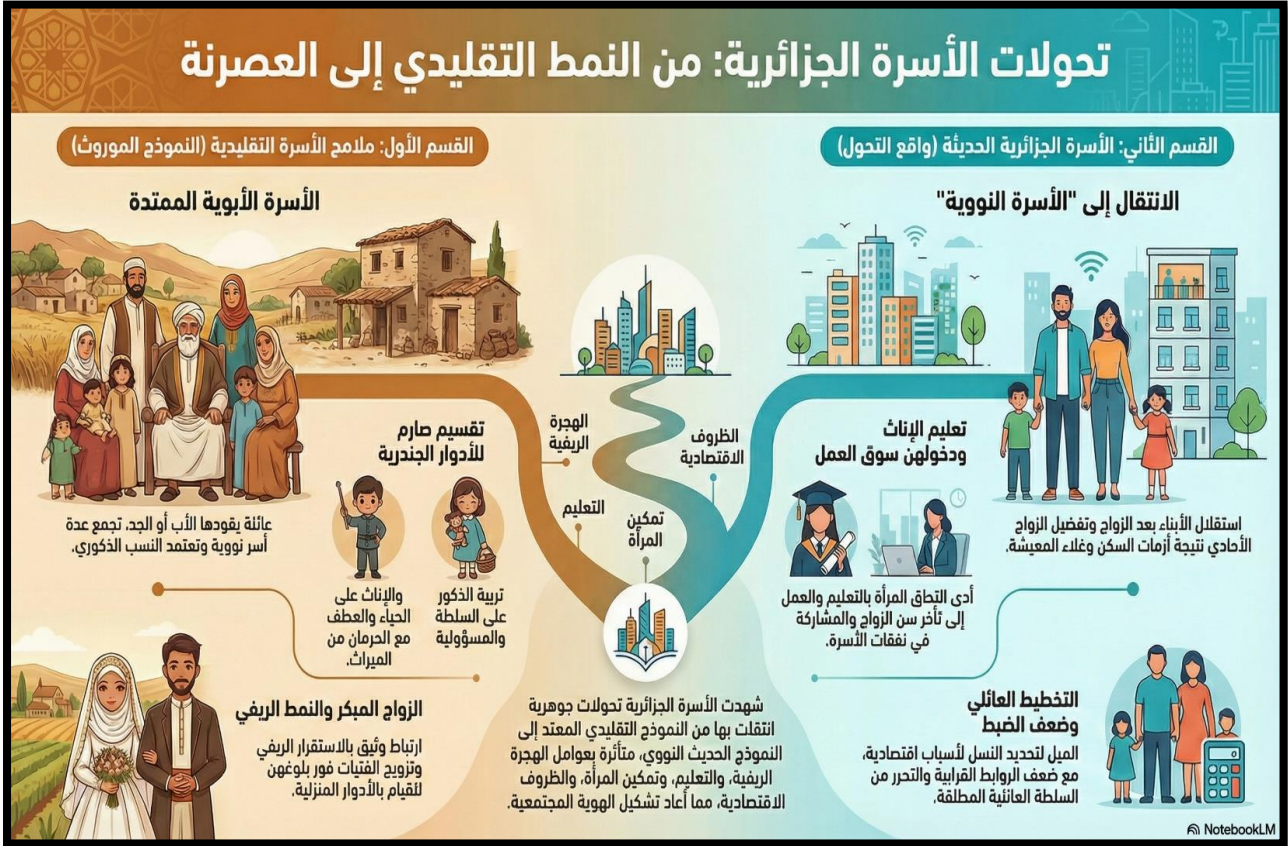 تحولات الأسرة الجزائرية: من النمط التقليدي إلى العصرنة
القسم الأول: ملامح الأسرة التقليدية (النموذج الموروث)
الأسرة الأبوية الممتدة
عائلة يقودها الأب أو الجد، تجمع عدة
أسر نووية وتعتمد النسب الذكوري.
تقسيم صارم
للأدوار الجندرية
تربية الذكور
على السلطة
والمسؤولية
والإناث على
الحياء والعطف
مع الحرمان من
الميراث.
الزواج المبكر والنمط الريفي
ارتباط وثيق بالاستقرار الريفي
وتزويج الفتيات فور بلوغهن
للقيام بالأدوار المنزلية.
الهجرة
الريفية
التعليم
تمكين
المرأة
الظروف
الاقتصادية
شهدت الأسرة الجزائرية تحولات جوهرية
انتقلت بها من النموذج التقليدي المعتد إلى
النموذج الحديث النووي، متأثرة بعوامل الهجرة
الريفية، والتعليم، وتمكين المرأة، والظروف
الاقتصادية، مما أعاد تشكيل الهوية المجتمعية.
القسم الثاني: الأسرة الجزائرية الحديثة (واقع التحول)
الانتقال إلى "الأسرة النووية"
استقلال الأبناء بعد الزواج وتفضيل الزواج
الأحادي نتيجة أزمات السكن وغلاء المعيشة.
تعليم الإناث
ودخولهن سوق العمل
أدى التحاق المرأة بالتعليم والعمل
إلى تأخر سن الزواج والمشاركة
في نفقات الأسرة.
التخطيط العائلي
وضعف الضبط
الميل لتحديد النسل لأسباب اقتصادية،
مع ضعف الروابط القرابية والتحرر من
السلطة العائلية المطلقة.
NotebookLM